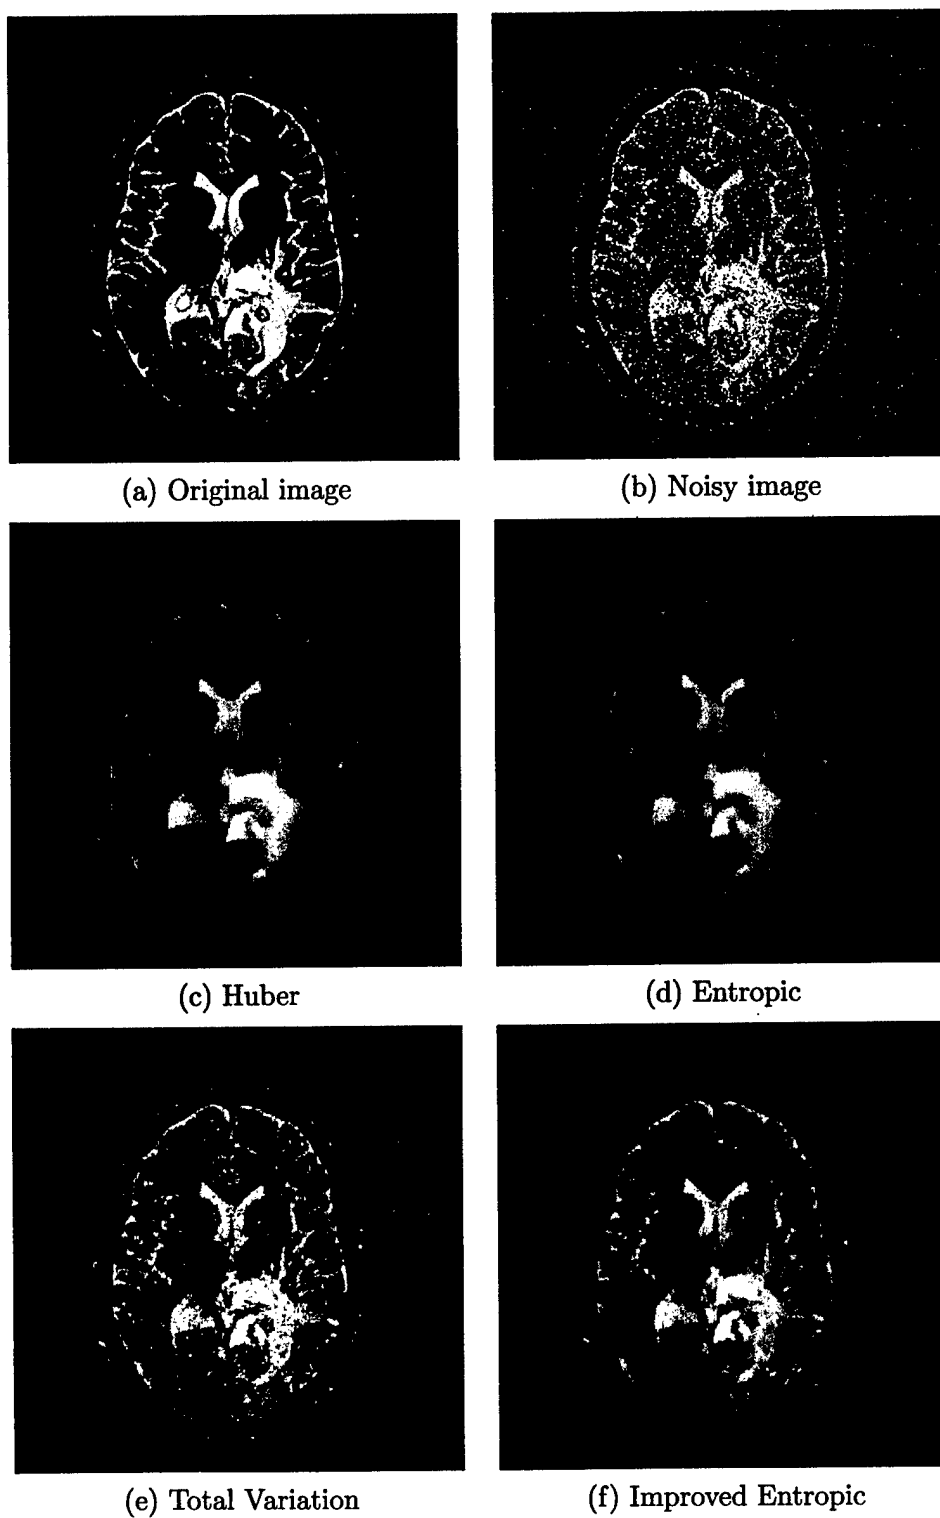 (a) Original image
(b) Noisy image
(c) Huber
(d) Entropic
(e) Total Variation
(f) Improved Entropic